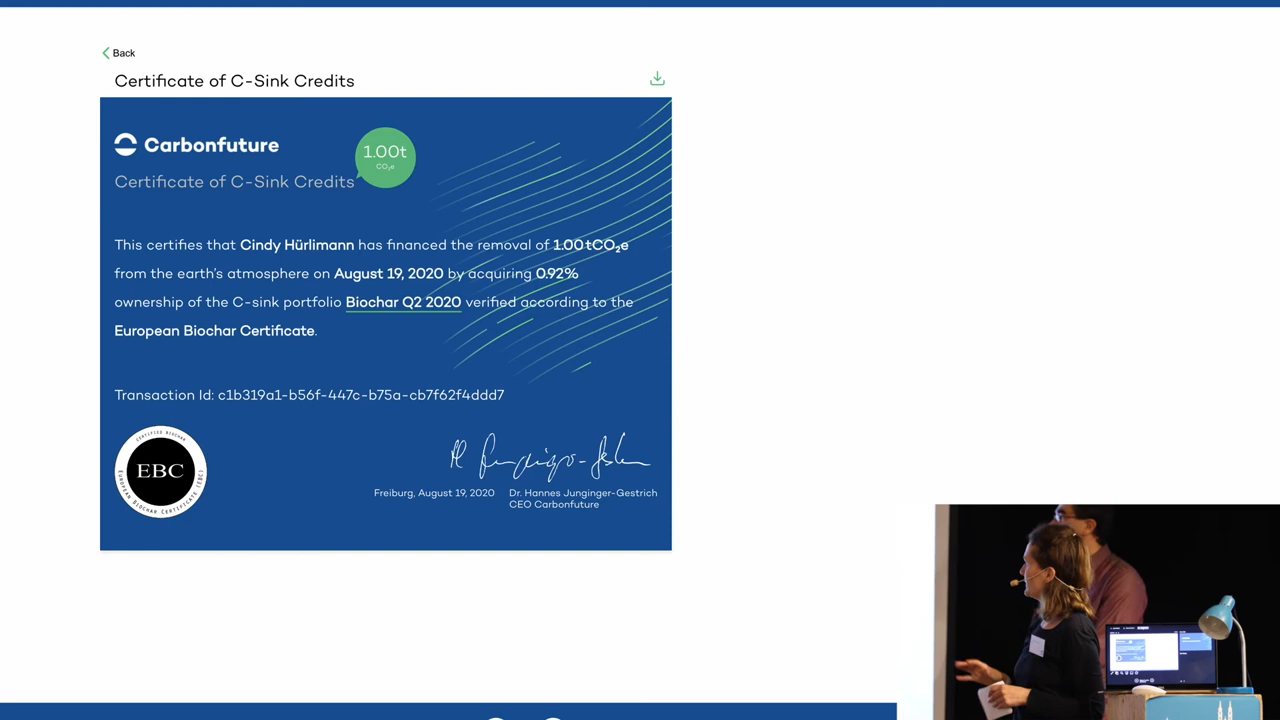 Back
Certificate of C-Sink Credits
Carbonfuture
1.00t
CO₂e
Certificate of C-Sink Credits
This certifies that Cindy Hürlimann has financed the removal of 1.00tCO₂e
from the earth's atmosphere on August 19, 2020 by acquiring 0.92%
ownership of the C-sink portfolio Biochar Q2 2020 verified according to the
European Biochar Certificate.
Transaction Id: c1b319a1-b56f-447c-b75a-cb7f62f4ddd7
CERTIFIED BIOCHAR
EBC
EUROPEAN BIOCHAR CERTIFICATE (EBC)
Freiburg, August 19, 2020
Dr. Hannes Junginger-Gestrich
CEO Carbonfuture